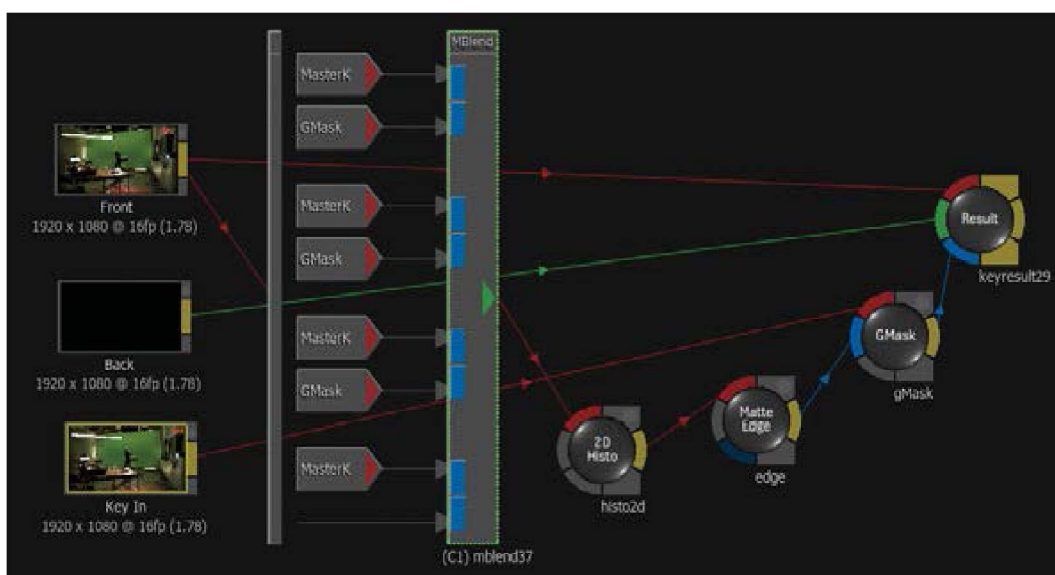 MBlend
MasterK
GMask
MasterK
GMask
MasterK
GMask
MasterK
Front
1920 x 1080 @ 16fp (1.78)
Back
1920 x 1080 @ 16fp (1.78)
Key In
1920 x 1080 @ 16fp (1.78)
(C1) mblend37
2D
Histo
histo2d
Matte
Edge
edge
GMask
gMask
Result
keyresult29